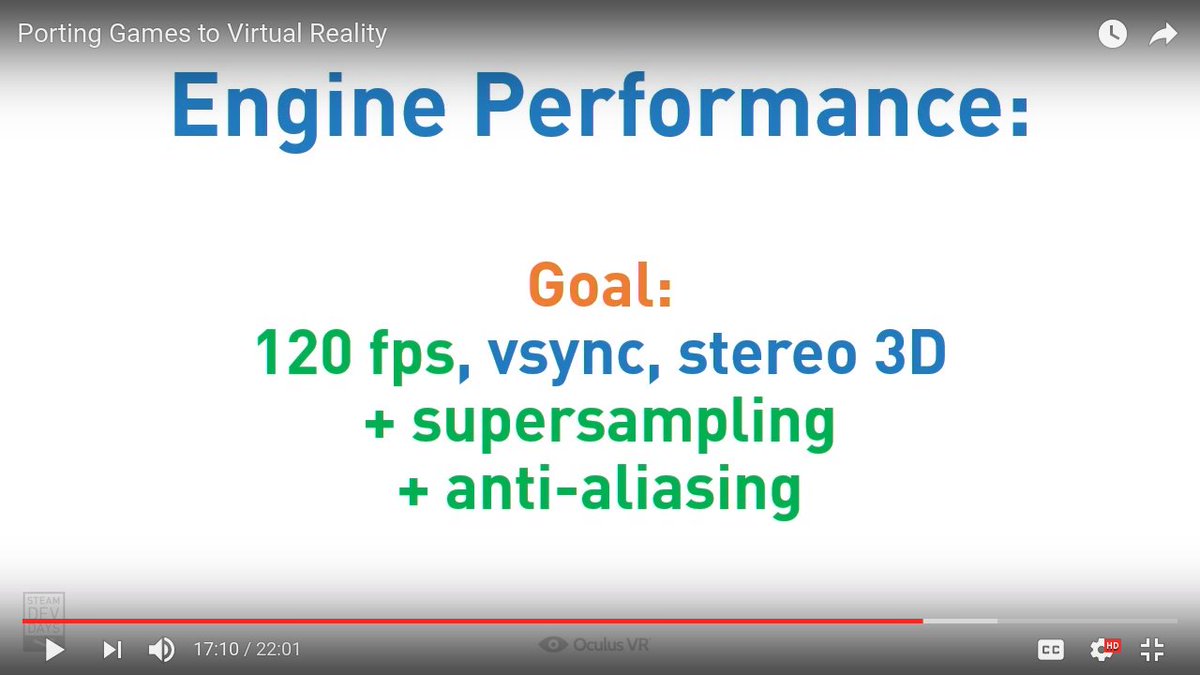 Porting Games to Virtual Reality
Engine Performance:
Goal:
120 fps, vsync, stereo 3D
+ supersampling
+ anti-aliasing
STEAM
DEV
DAYS
Oculus VR
17:10 / 22:01
CC
HD